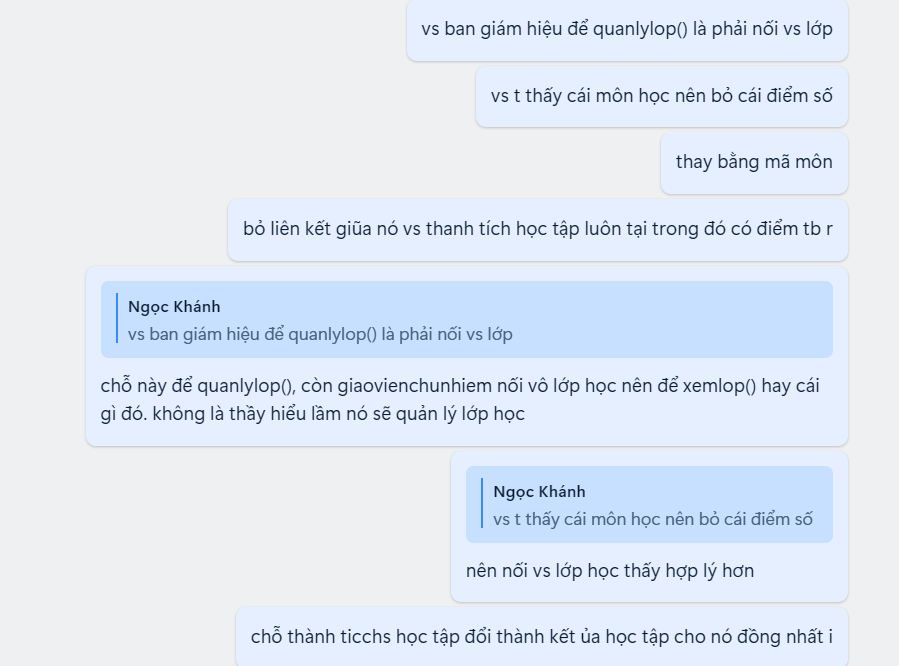 vs ban giám hiệu để quanlylop() là phải nối vs lớp
vs t thấy cái môn học nên bỏ cái điểm số
thay bằng mã môn
bỏ liên kết giũa nó vs thanh tích học tập luôn tại trong đó có điểm tb r
Ngọc Khánh
vs ban giám hiệu để quanlylop() là phải nối vs lớp
chỗ này để quanlylop(), còn giaovienchunhiem nối vô lớp học nên để xemlop() hay cái
gì đó. không là thầy hiểu lầm nó sẽ quản lý lớp học
Ngọc Khánh
vs t thấy cái môn học nên bỏ cái điểm số
nên nối vs lớp học thấy hợp lý hơn
chỗ thành ticchs học tập đổi thành kết ủa học tập cho nó đồng nhất i